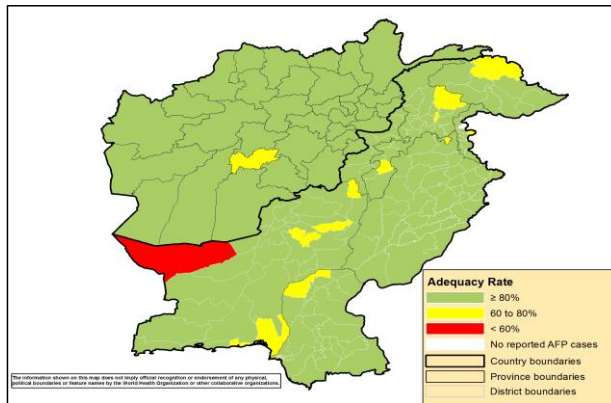 Adequacy Rate
≥ 80%
60 to 80%
< 60%
No reported AFP cases
Country boundaries
Province boundaries
District boundaries
The information shown on this map does not imply official recognition or endorsement of any physical,
political boundaries or feature names by the World Health Organization or other collaborative organizations.